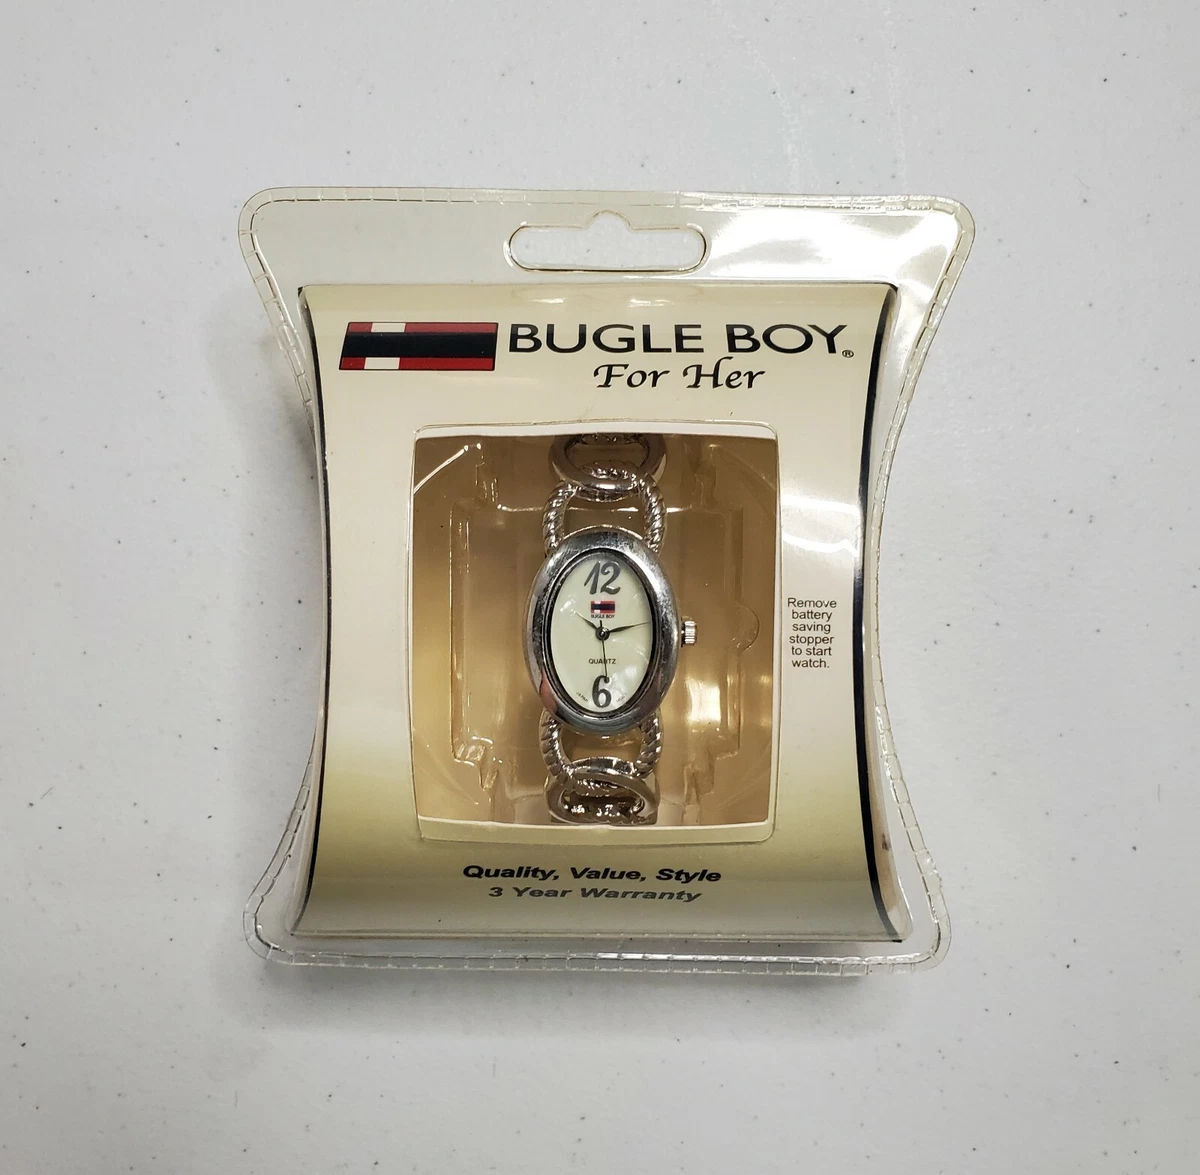 BUGLE BOY®
For Her
12
BUGLE BOY
QUARTZ
6
Remove
battery
saving
stopper
to start
watch.
Quality, Value, Style
3 Year Warranty